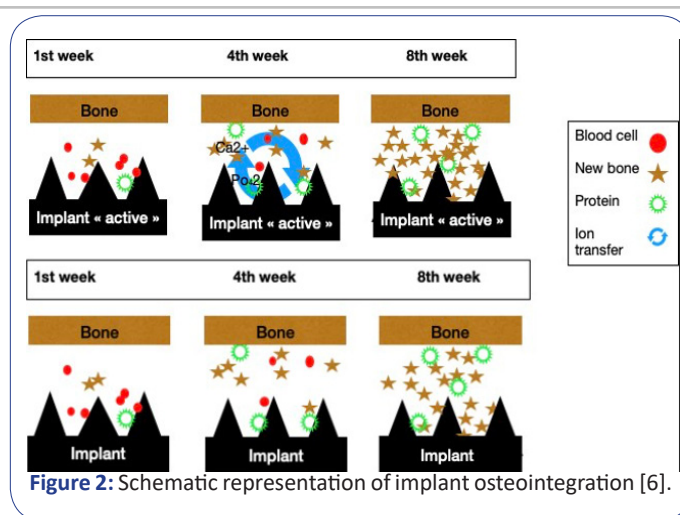 1st week 4th week 8th week
Bone Bone Bone
Ca2+
Po 2-
Implant « active » Implant « active » Implant « active »
1st week 4th week 8th week
Bone Bone Bone
Implant Implant Implant
Blood cell
New bone
Protein
Ion
transfer
Figure 2: Schematic representation of implant osteointegration [6].